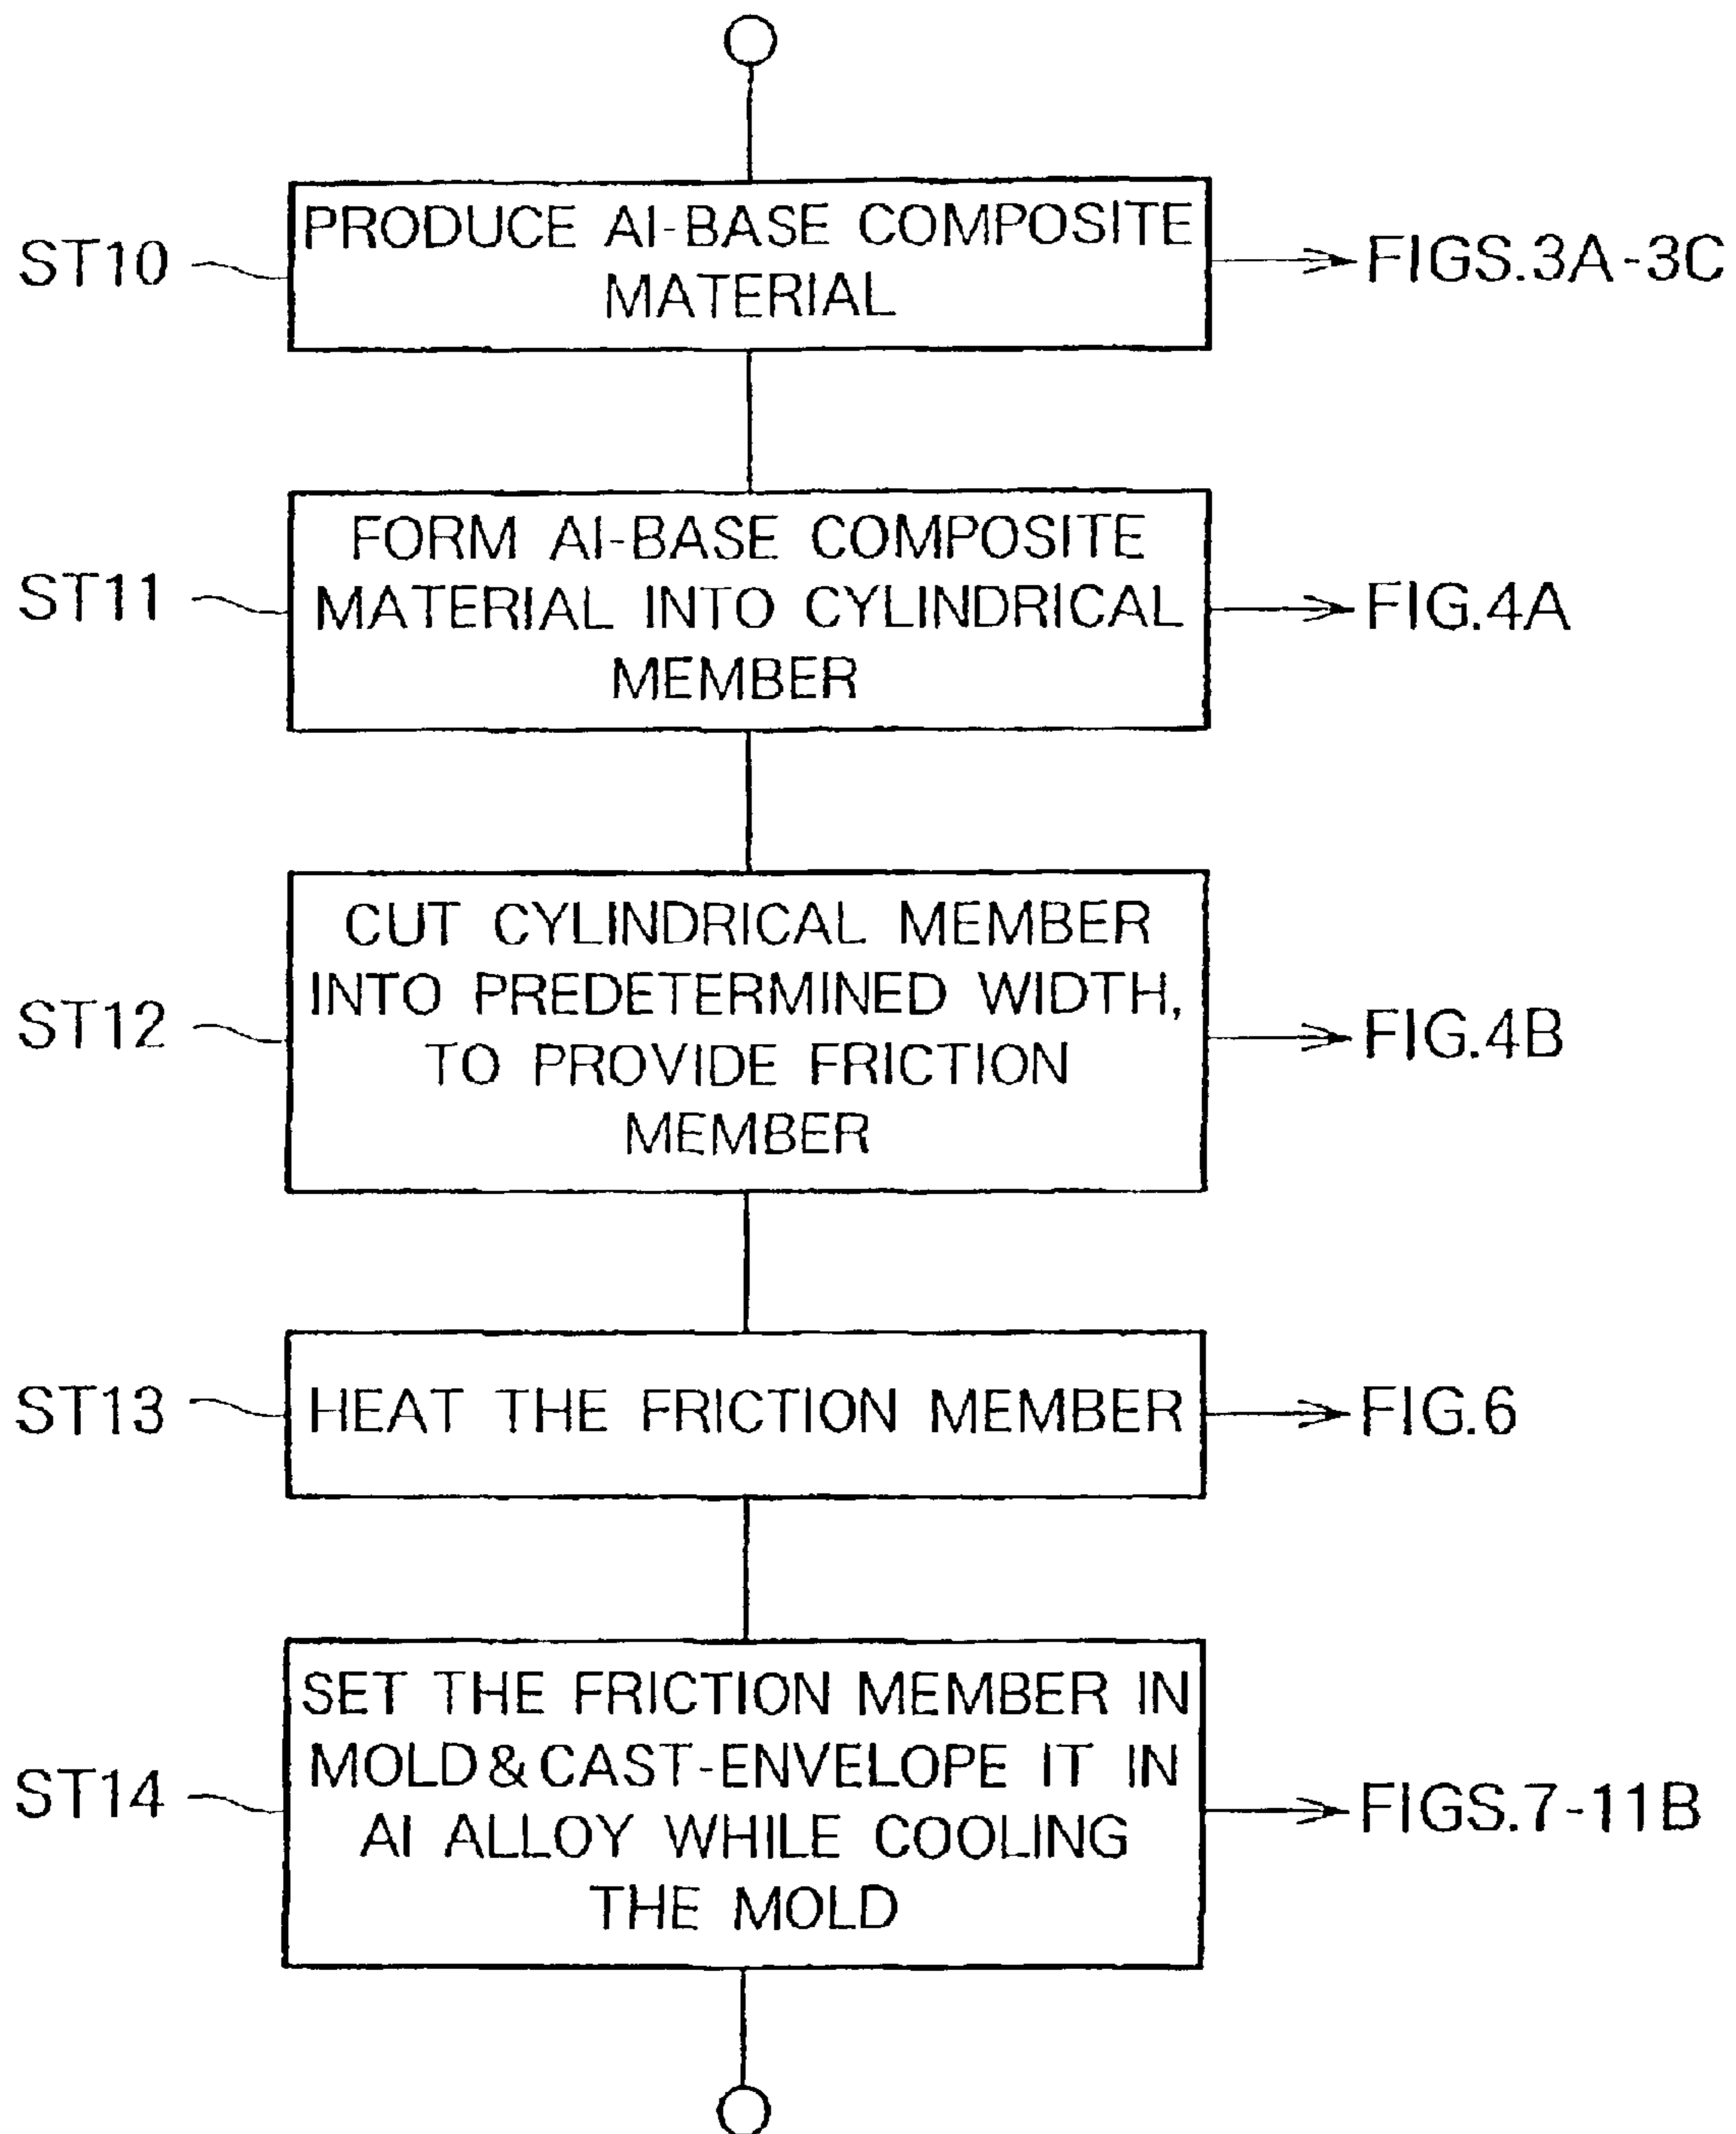 ST10
PRODUCE Al-BASE COMPOSITE
MATERIAL
FIGS.3A-3C
ST11
FORM Al-BASE COMPOSITE
MATERIAL INTO CYLINDRICAL
MEMBER
FIG.4A
ST12
CUT CYLINDRICAL MEMBER
INTO PREDETERMINED WIDTH,
TO PROVIDE FRICTION
MEMBER
FIG.4B
ST13
HEAT THE FRICTION MEMBER
FIG.6
ST14
SET THE FRICTION MEMBER IN
MOLD & CAST-ENVELOPE IT IN
Al ALLOY WHILE COOLING
THE MOLD
FIGS.7-11B